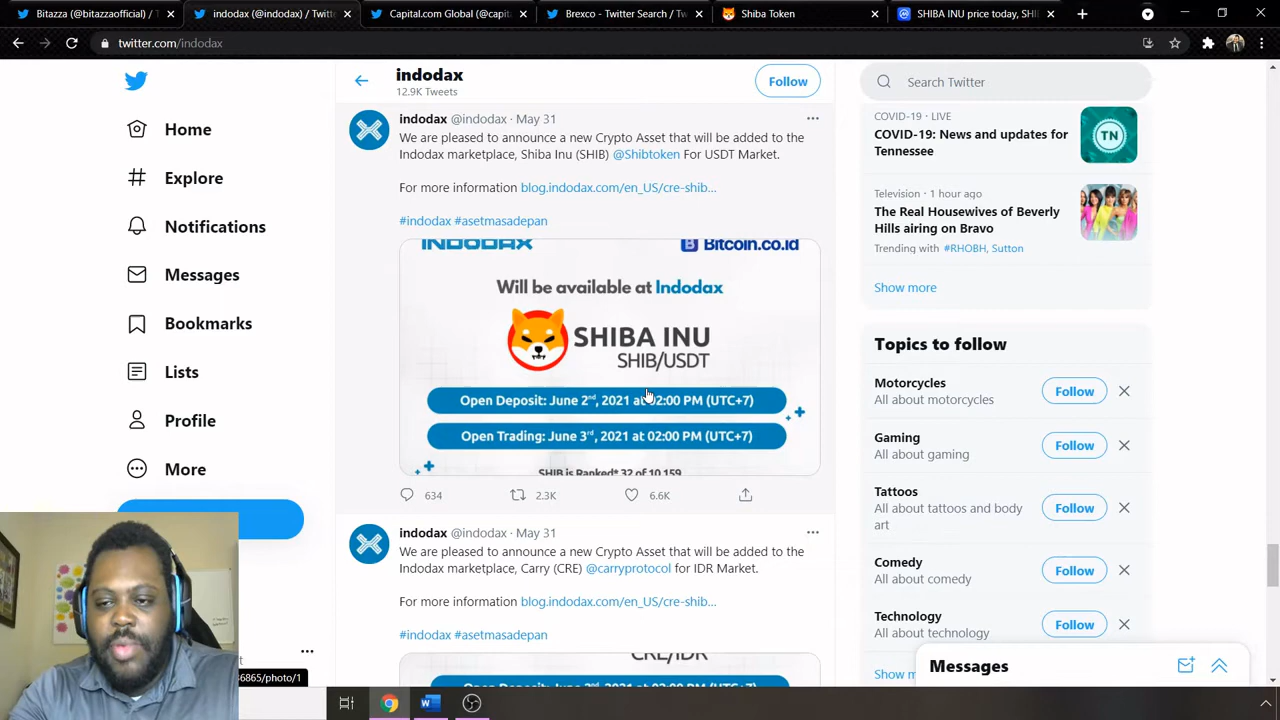 Bitazza (@bitazzaofficial) / T
indodax (@indodax) / Twitter
Capital.com Global (@capit
Brexco - Twitter Search / Tw
Shiba Token
SHIBA INU price today, SHI
twitter.com/indodax
indodax
12.9K Tweets
Follow
Search Twitter
Home
Explore
Notifications
Messages
Bookmarks
Lists
Profile
More
indodax @indodax · May 31
We are pleased to announce a new Crypto Asset that will be added to the
Indodax marketplace, Shiba Inu (SHIB) @Shibtoken For USDT Market.
For more information blog.indodax.com/en_US/cre-shib...
#indodax #asetmasadepan
INDODAX
Bitcoin.co.id
Will be available at Indodax
SHIBA INU
SHIB/USDT
Open Deposit: June 2nd, 2021 at 02:00 PM (UTC+7)
Open Trading: June 3rd, 2021 at 02:00 PM (UTC+7)
SHIB is Ranked* 32 of 10.159
634
2.3K
6.6K
indodax @indodax · May 31
We are pleased to announce a new Crypto Asset that will be added to the
Indodax marketplace, Carry (CRE) @carryprotocol for IDR Market.
For more information blog.indodax.com/en_US/cre-shib...
#indodax #asetmasadepan
CRE/IDR
COVID-19 · LIVE
COVID-19: News and updates for
Tennessee
TN
Television · 1 hour ago
The Real Housewives of Beverly
Hills airing on Bravo
Trending with #RHOBH, Sutton
Show more
Topics to follow
Motorcycles
All about motorcycles
Follow
Gaming
All about gaming
Follow
Tattoos
All about tattoos and body
art
Follow
Comedy
All about comedy
Follow
Technology
All about technology
Follow
Show m
Messages
6865/photo/1